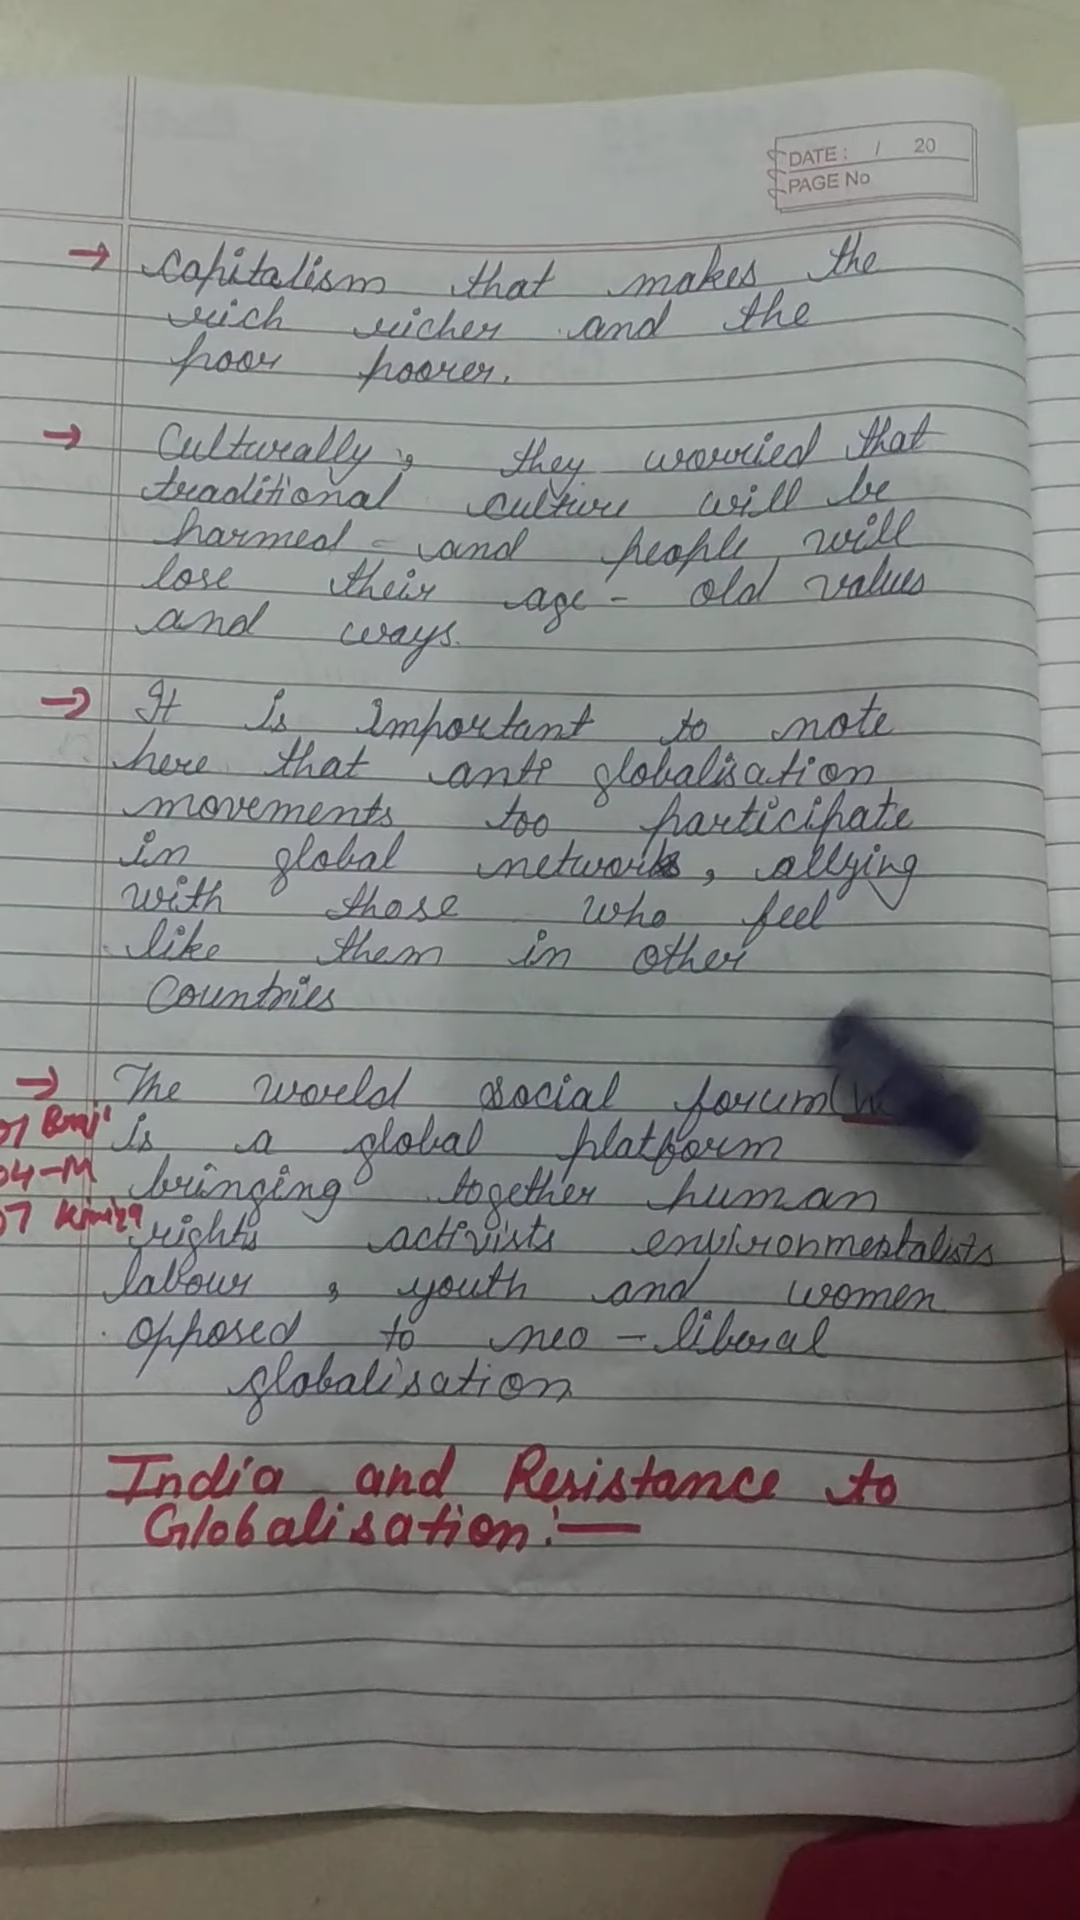 DATE: / 20
PAGE No
→ capitalism that makes the
rich richer and the
poor poorer.
→ Culturally, they worried that
traditional culture will be
harmed - and people will
lose their age - old values
and ways.
→ It is important to note
here that anti globalisation
movements too participate
in global networks, allying
with those who feel
like them in other
Countries
→ The world social forum(
is a global platform
04-M bringing together human
rights activists environmentalists
labour, youth and women
opposed to neo - liberal
globalisation
India and Resistance to
Globalisation:—